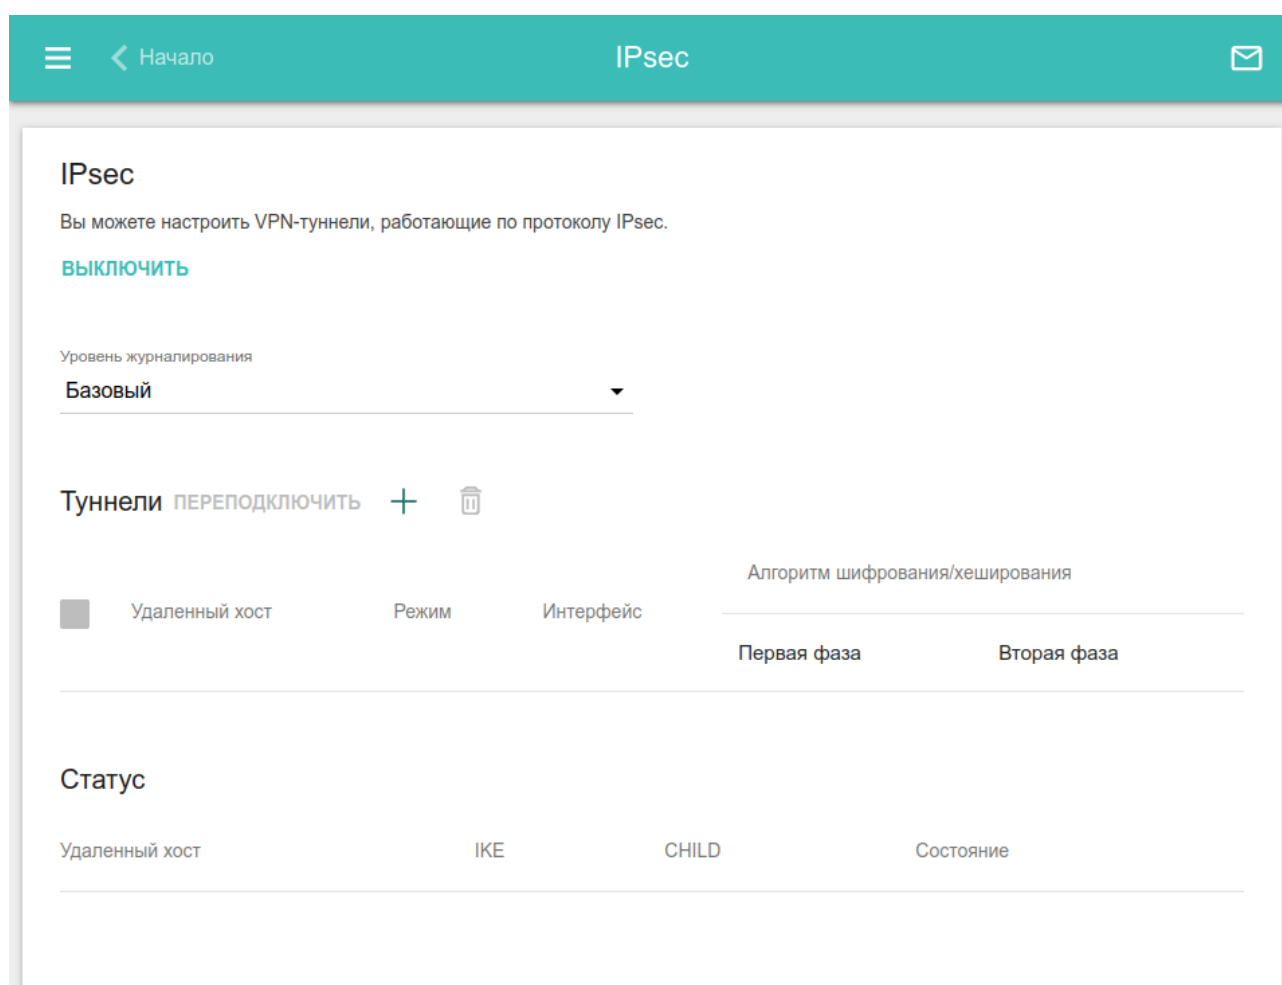 Начало
IPsec
IPsec
Вы можете настроить VPN-туннели, работающие по протоколу IPsec.
ВЫКЛЮЧИТЬ
Уровень журналирования
Базовый
Туннели ПЕРЕПОДКЛЮЧИТЬ
Алгоритм шифрования/хеширования
Удаленный хост Режим Интерфейс
Первая фаза Вторая фаза
Статус
Удаленный хост IKE CHILD Состояние